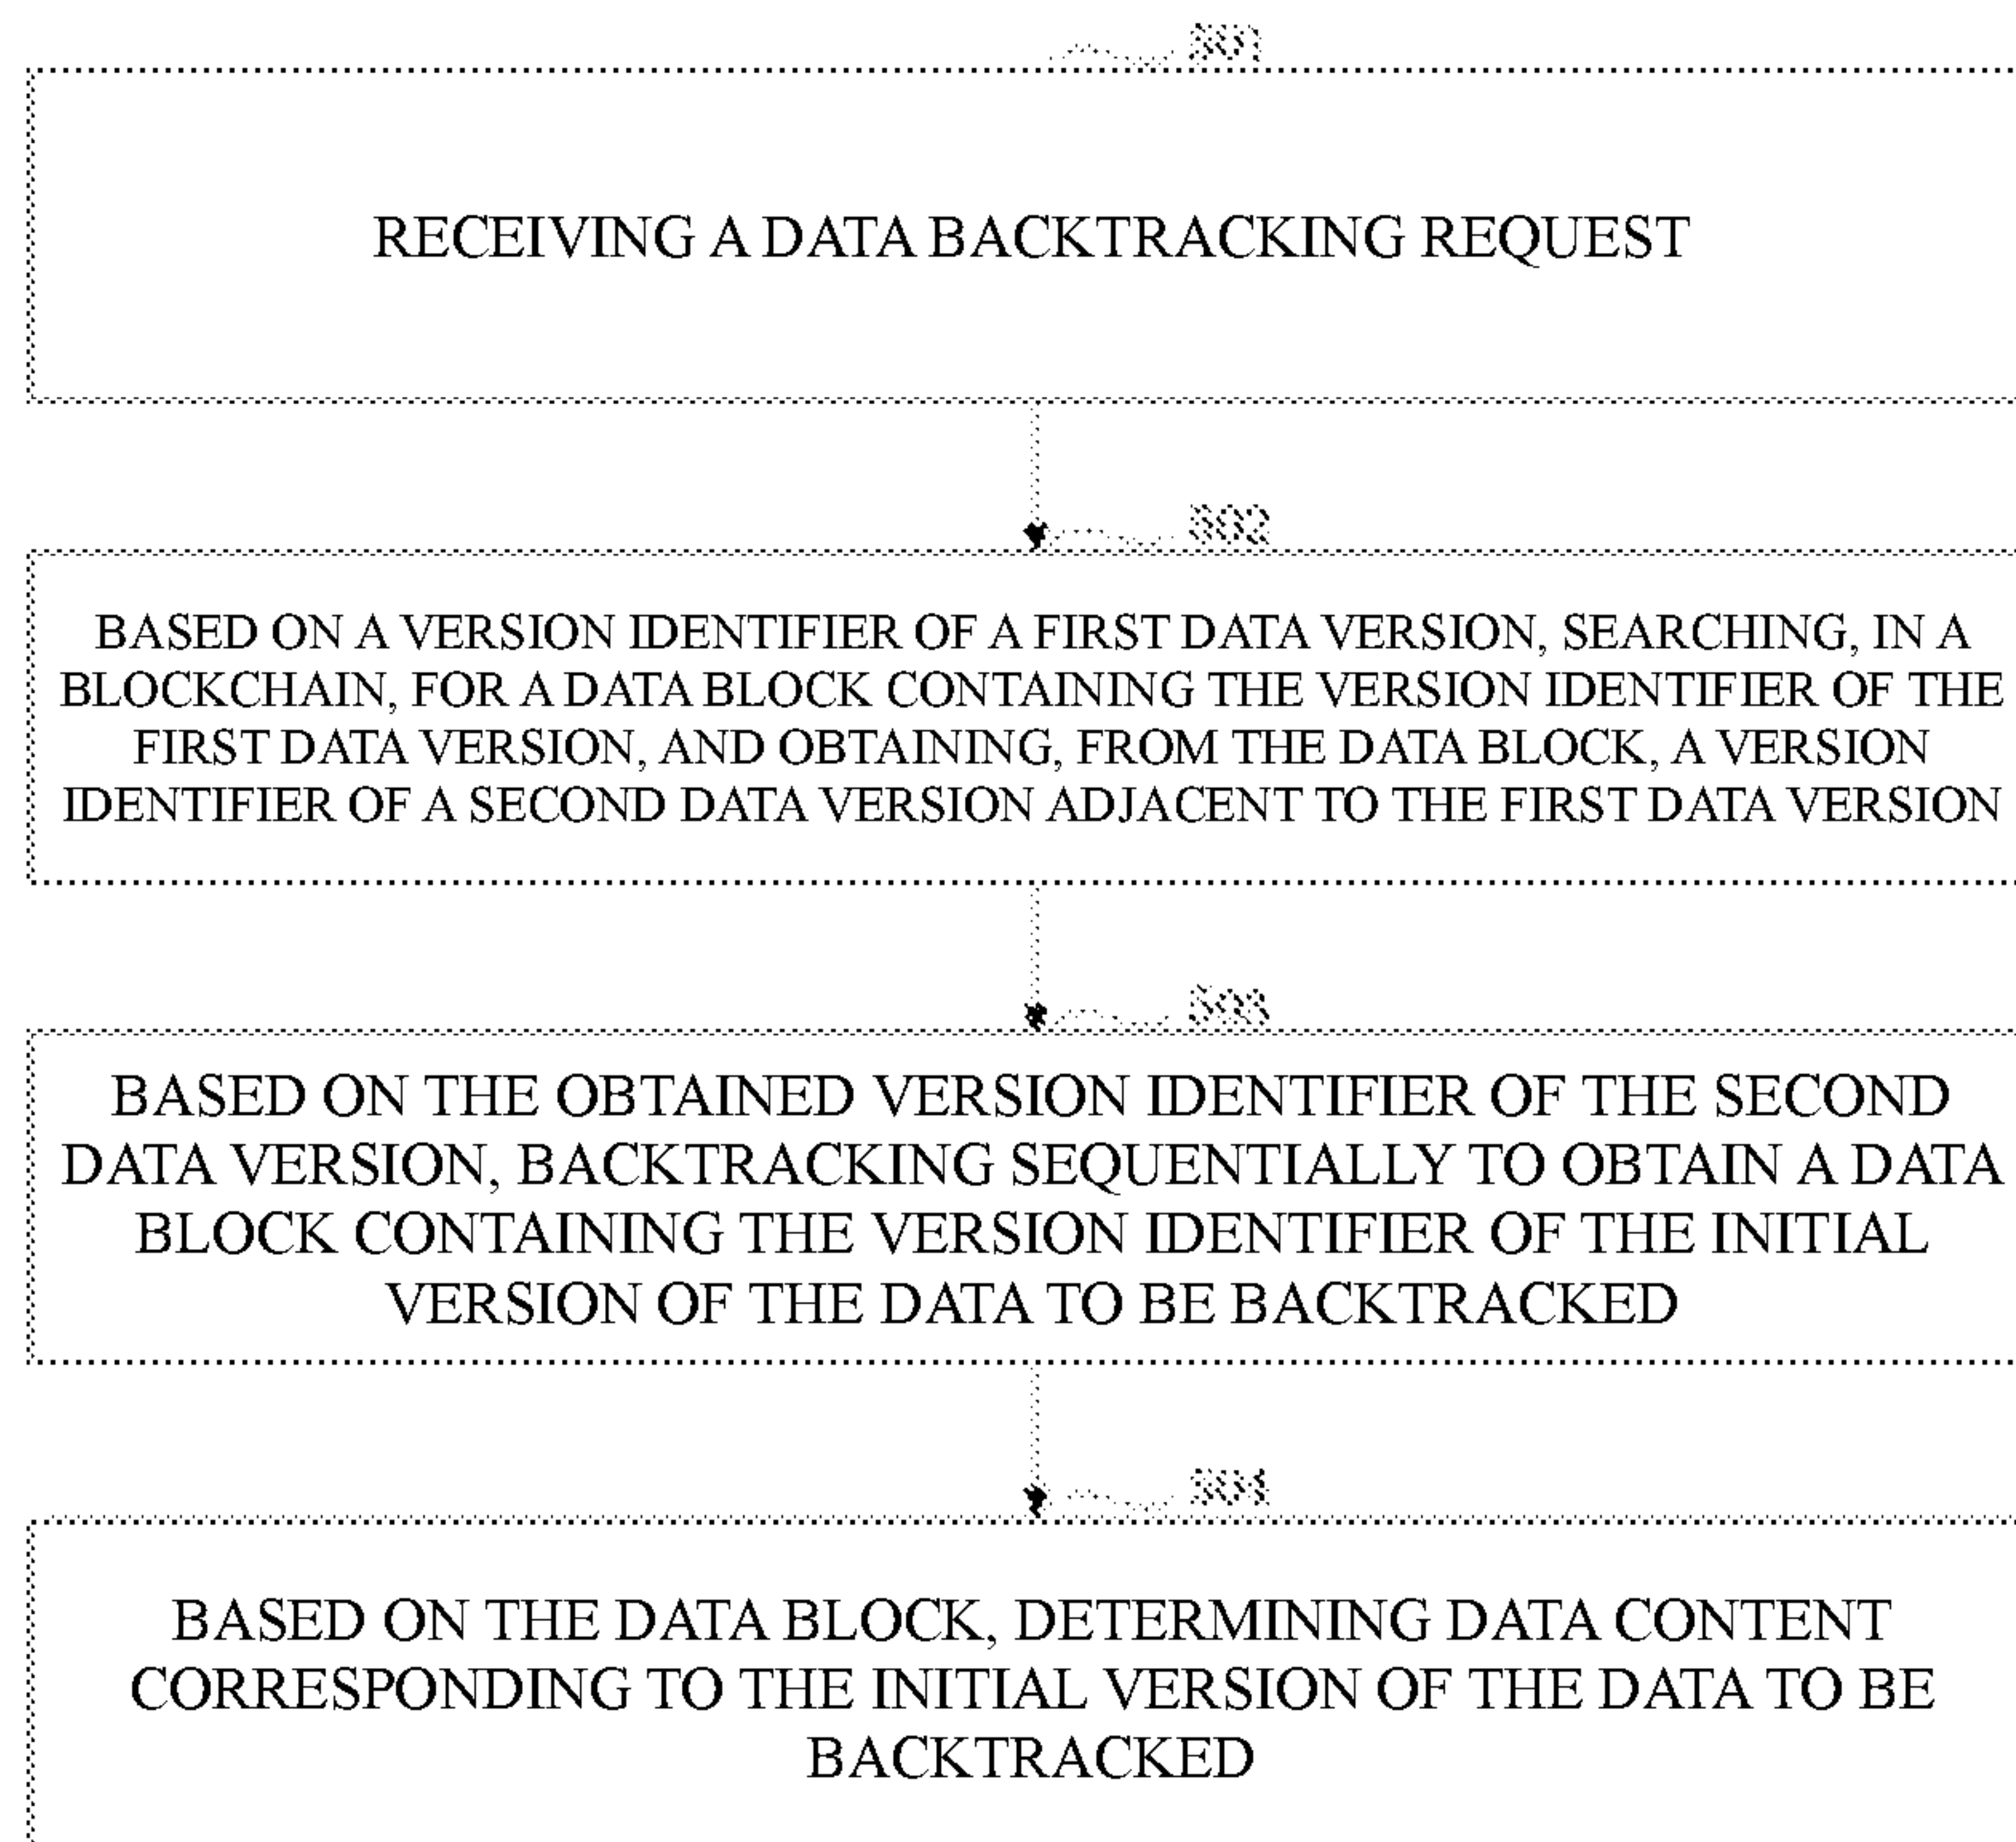 RECEIVING A DATA BACKTRACKING REQUEST
BASED ON A VERSION IDENTIFIER OF A FIRST DATA VERSION, SEARCHING, IN A
BLOCKCHAIN, FOR A DATA BLOCK CONTAINING THE VERSION IDENTIFIER OF THE
FIRST DATA VERSION, AND OBTAINING, FROM THE DATA BLOCK, A VERSION
IDENTIFIER OF A SECOND DATA VERSION ADJACENT TO THE FIRST DATA VERSION
BASED ON THE OBTAINED VERSION IDENTIFIER OF THE SECOND
DATA VERSION, BACKTRACKING SEQUENTIALLY TO OBTAIN A DATA
BLOCK CONTAINING THE VERSION IDENTIFIER OF THE INITIAL
VERSION OF THE DATA TO BE BACKTRACKED
BASED ON THE DATA BLOCK, DETERMINING DATA CONTENT
CORRESPONDING TO THE INITIAL VERSION OF THE DATA TO BE
BACKTRACKED